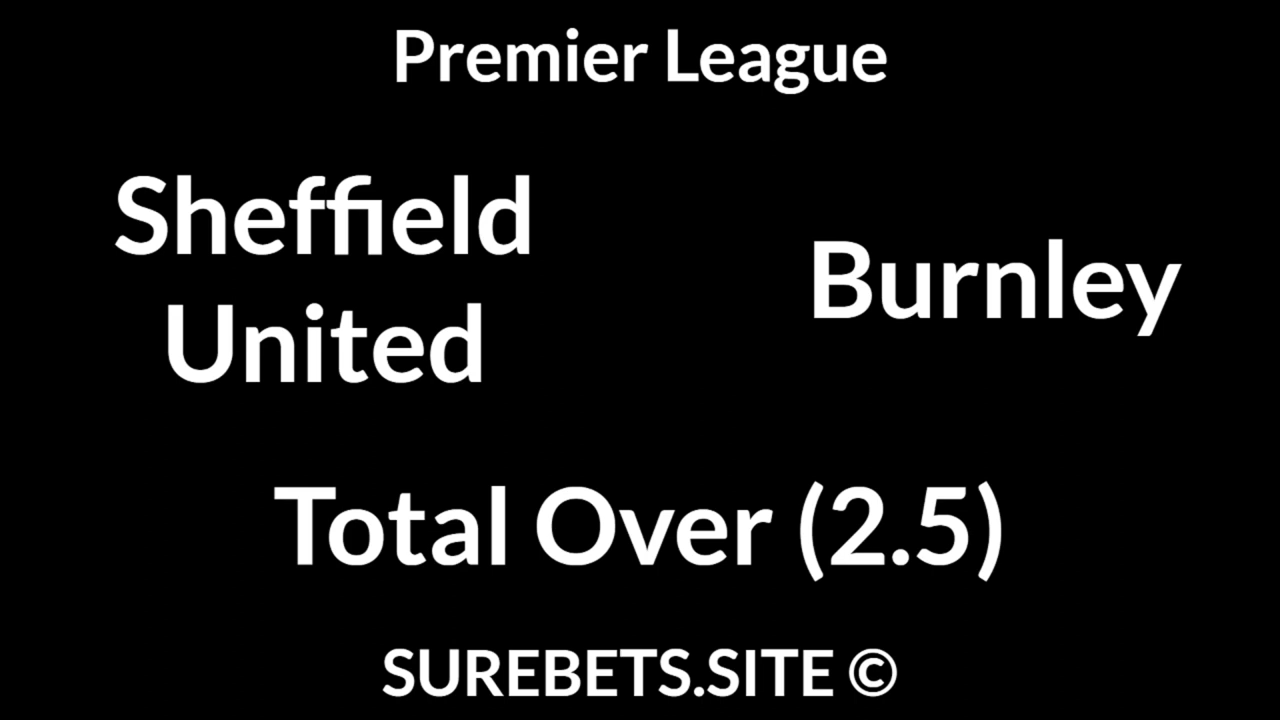 Premier League
Sheffield
United
Burnley
Total Over (2.5)
SUREBETS.SITE ©